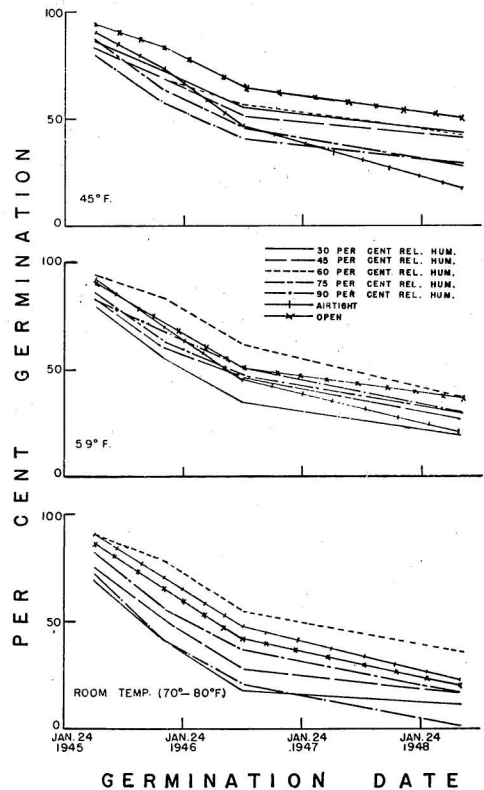 PER CENT GERMINATION
100
50
0
45° F.
30 PER CENT REL. HUM.
45 PER CENT REL. HUM.
60 PER CENT REL. HUM.
75 PER CENT REL. HUM.
90 PER CENT REL. HUM.
AIRTIGHT
OPEN
100
50
0
59° F.
100
50
0
ROOM TEMP. (70°-80°F)
JAN. 24 1945
JAN. 24 1946
JAN. 24 1947
JAN. 24 1948
GERMINATION DATE